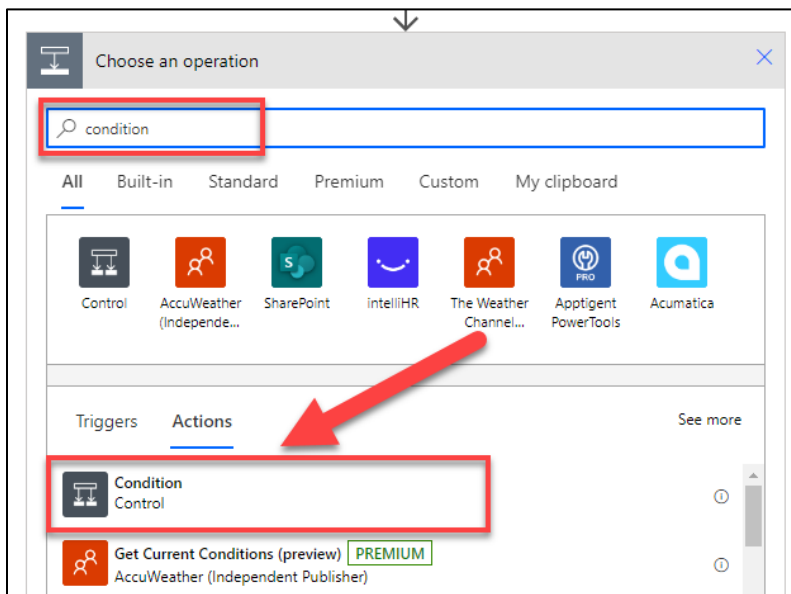 Choose an operation
condition
All Built-in Standard Premium Custom My clipboard
Control AccuWeather SharePoint intelliHR The Weather Apptigent Acumatica
(Independe... Channel... PowerTools
S
PRO
Triggers Actions See more
Condition
Control
Get Current Conditions (preview) PREMIUM
AccuWeather (Independent Publisher)